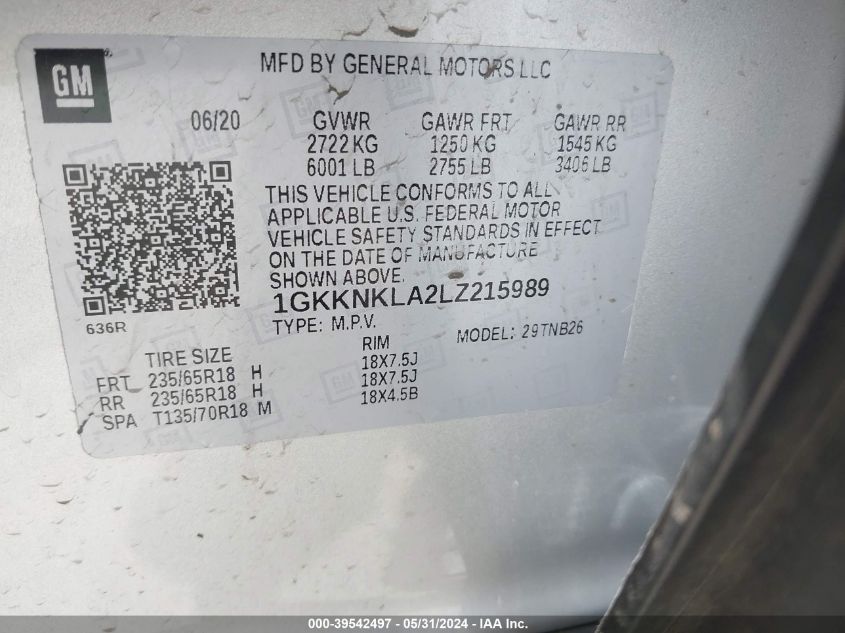 GM
MFD BY GENERAL MOTORS LLC
06/20 GVWR GAWR FRT GAWR RR
2722 KG 1250 KG 1545 KG
6001 LB 2755 LB 3406 LB
THIS VEHICLE CONFORMS TO ALL
APPLICABLE U.S. FEDERAL MOTOR
VEHICLE SAFETY STANDARDS IN EFFECT
ON THE DATE OF MANUFACTURE
SHOWN ABOVE.
1GKKNKLA2LZ215989
636R
TYPE: M.P.V. MODEL: 29TNB26
TIRE SIZE RIM
FRT 235/65R18 H 18X7.5J
RR 235/65R18 H 18X7.5J
SPA T135/70R18 M 18X4.5B
000-39542497 - 05/31/2024 - IAA Inc.